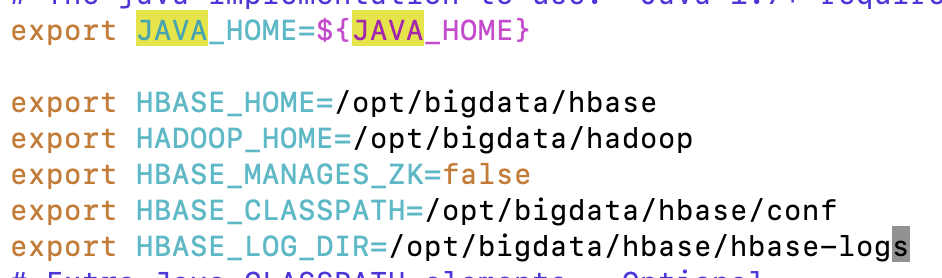 # The java implementation to use.  Java 1.7+ require
export JAVA_HOME=${JAVA_HOME}
export HBASE_HOME=/opt/bigdata/hbase
export HADOOP_HOME=/opt/bigdata/hadoop
export HBASE_MANAGES_ZK=false
export HBASE_CLASSPATH=/opt/bigdata/hbase/conf
export HBASE_LOG_DIR=/opt/bigdata/hbase/hbase-logs
# Extra Java CLASSPATH elements.  Optional